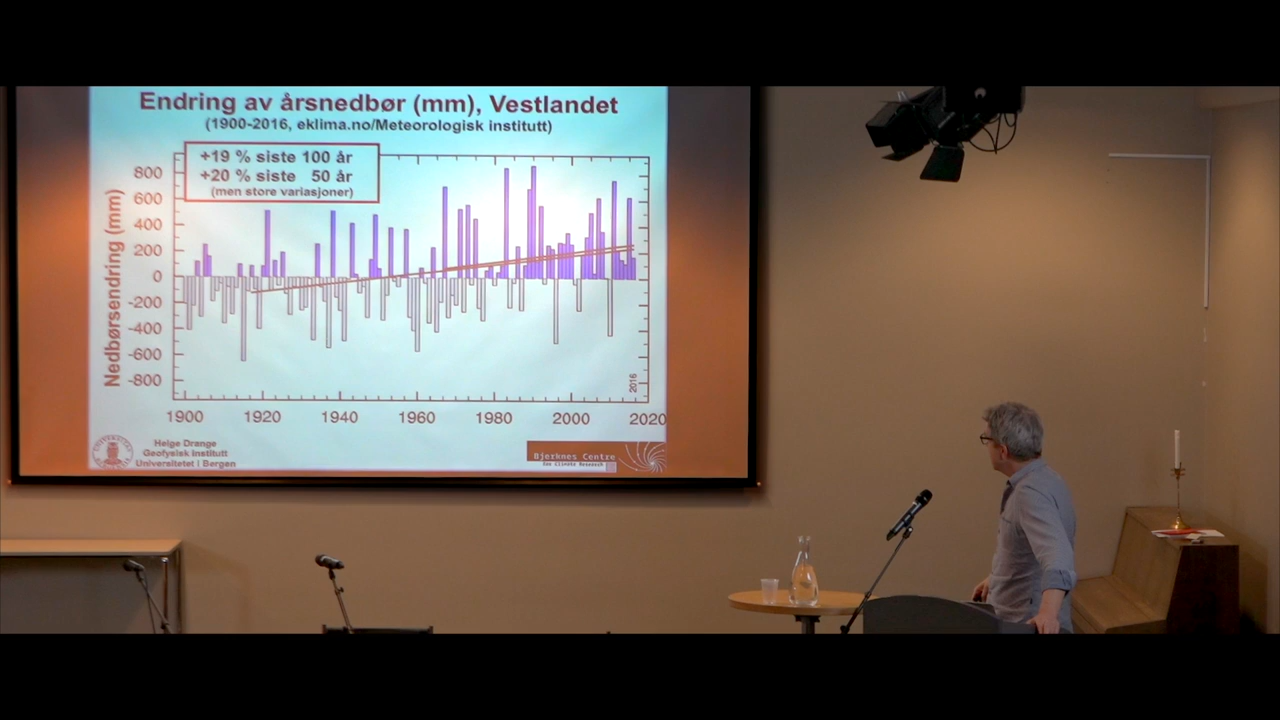 Endring av årsnedbør (mm), Vestlandet
(1900-2016, eklima.no/Meteorologisk institutt)
+19 % siste 100 år
+20 % siste 50 år
(men store variasjoner)
Nedbørsendring (mm)
800
600
400
200
0
-200
-400
-600
-800
2016
1900 1920 1940 1960 1980 2000 2020
Helge Drange
Geofysisk Institutt
Universitetet i Bergen
Bjerknes Centre
for Climate Research